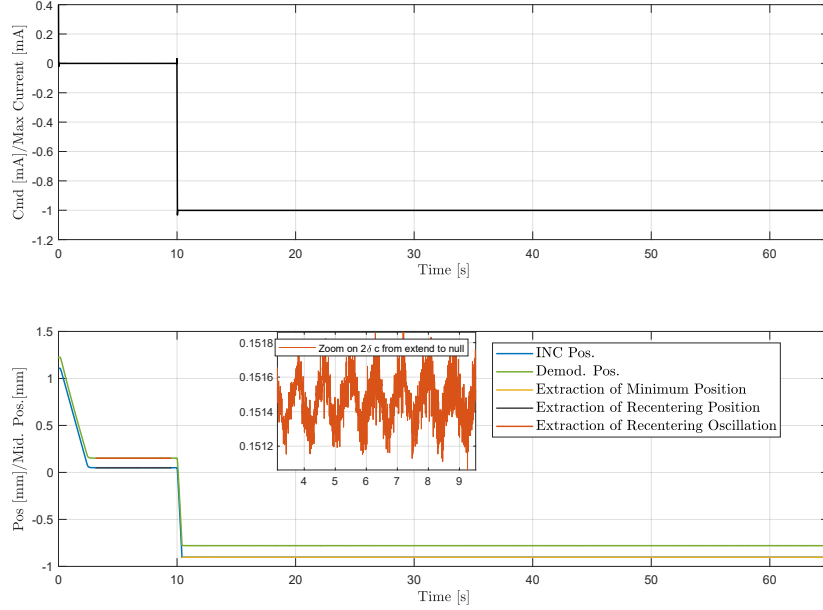 0.4
0.2
0
-0.2
-0.4
-0.6
-0.8
-1
-1.2
Cmd [mA]/Max Current [mA]
0 10 20 30 40 50 60
Time [s]
1.5
1
0.5
0
-0.5
-1
Pos [mm]/Mid. Pos.[mm]
0.1518
0.1516
0.1514
0.1512
Zoom on 2δ c from extend to null
3 4 5 6 7 8 9
INC Pos.
Demod. Pos.
Extraction of Minimum Position
Extraction of Recentering Position
Extraction of Recentering Oscillation
0 10 20 30 40 50 60
Time [s]